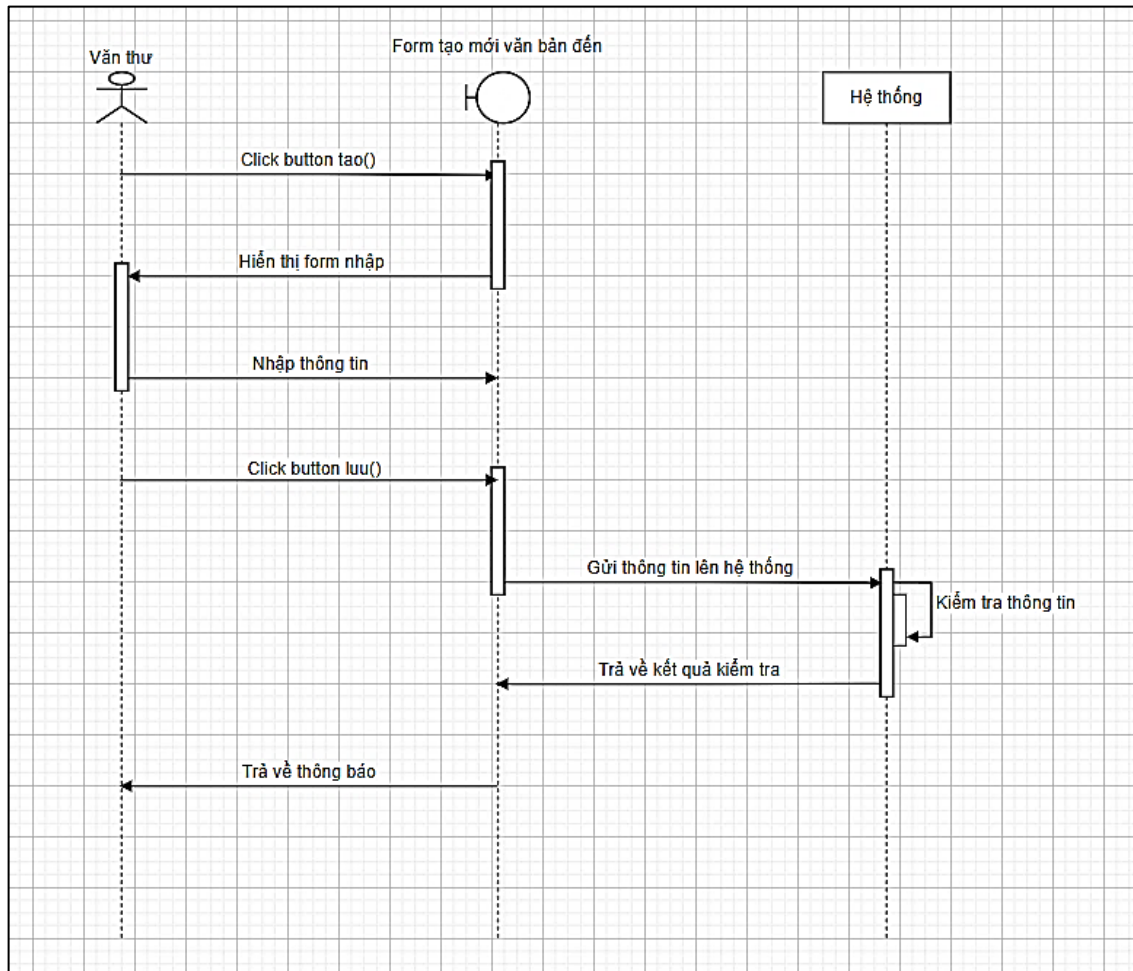 Văn thư
Form tạo mới văn bản đến
Hệ thống
Click button tao()
Hiển thị form nhập
Nhập thông tin
Click button luu()
Gửi thông tin lên hệ thống
Kiểm tra thông tin
Trả về kết quả kiểm tra
Trả về thông báo